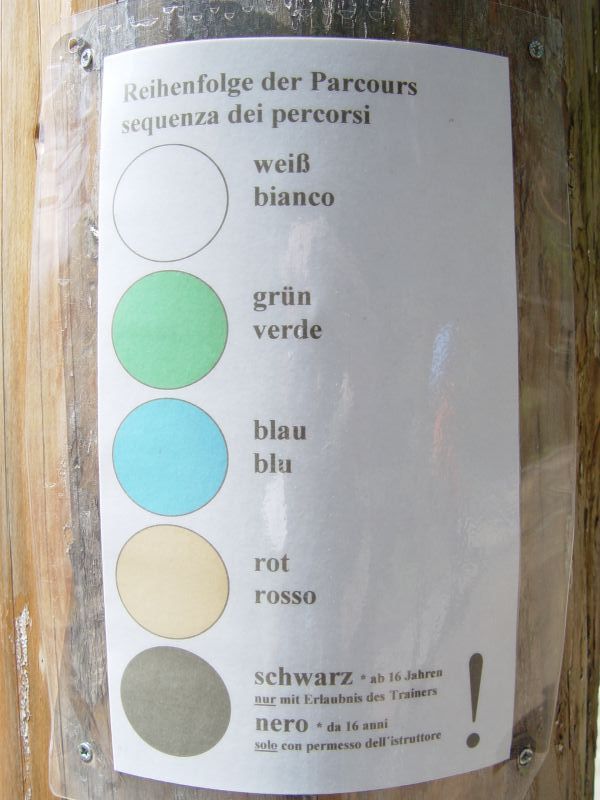 Reihenfolge der Parcours
sequenza dei percorsi
weiß
bianco
grün
verde
blau
blu
rot
rosso
schwarz * ab 16 Jahren
nur mit Erlaubnis des Trainers
nero * da 16 anni
solo con permesso dell´istruttore
!